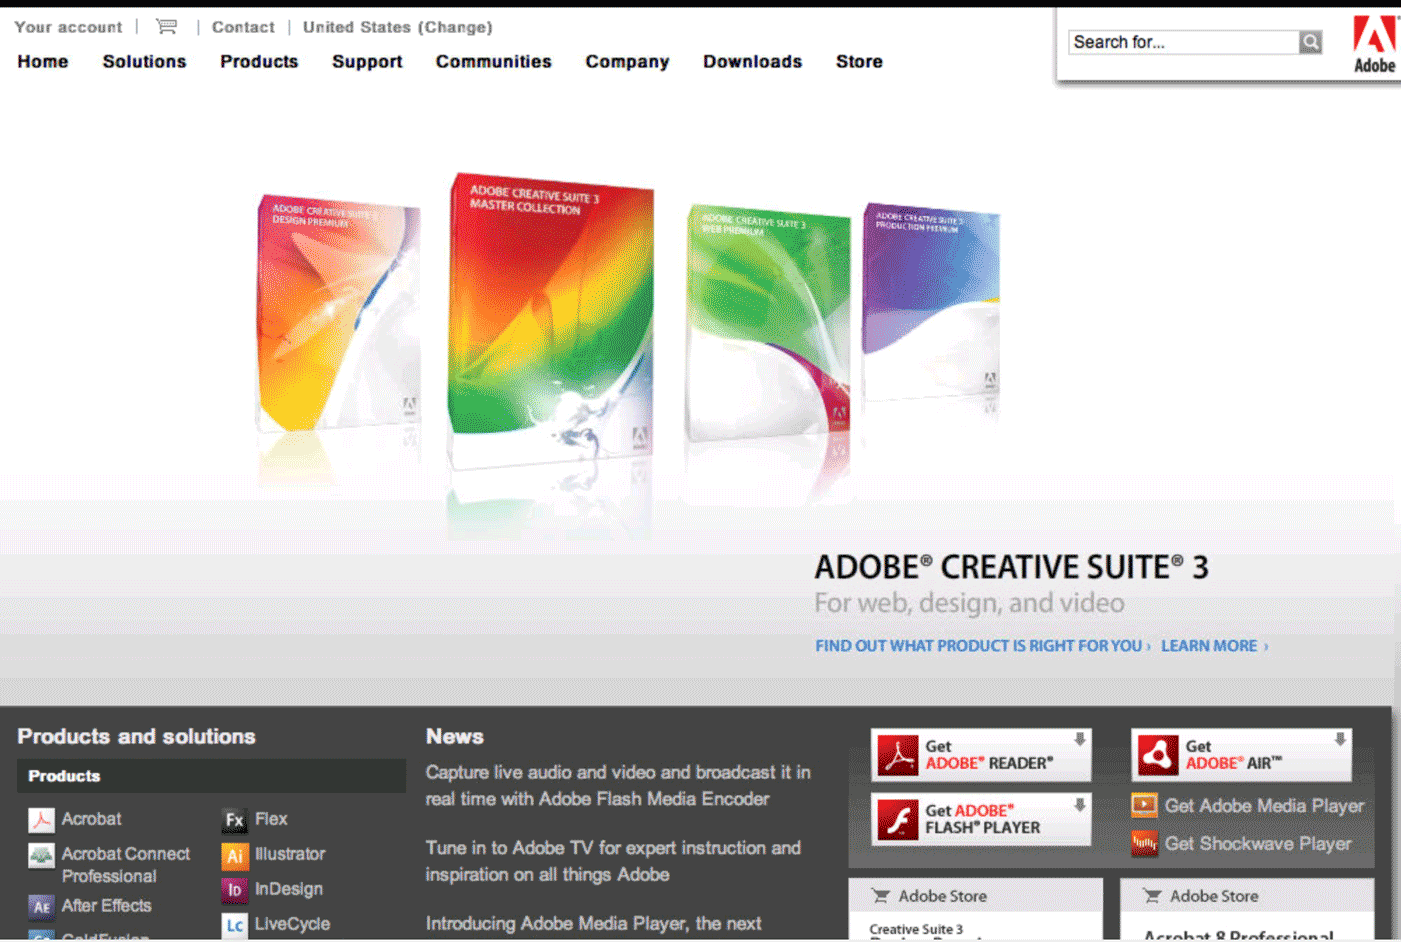 Your account | | Contact | United States (Change)
Search for...
Adobe
Home Solutions Products Support Communities Company Downloads Store
ADOBE CREATIVE SUITE 3
DESIGN PREMIUM
ADOBE CREATIVE SUITE 3
MASTER COLLECTION
ADOBE CREATIVE SUITE 3
WEB PREMIUM
ADOBE CREATIVE SUITE 3
PRODUCTION PREMIUM
ADOBE® CREATIVE SUITE® 3
For web, design, and video
FIND OUT WHAT PRODUCT IS RIGHT FOR YOU › LEARN MORE ›
Products and solutions
Products
Acrobat
Acrobat Connect
Professional
AE After Effects
Fx Flex
Ai Illustrator
ID InDesign
Lc LiveCycle
News
Capture live audio and video and broadcast it in
real time with Adobe Flash Media Encoder
Tune in to Adobe TV for expert instruction and
inspiration on all things Adobe
Introducing Adobe Media Player, the next
Get
ADOBE® READER®
Get
ADOBE® AIR™
Get ADOBE®
FLASH® PLAYER
Get Adobe Media Player
Get Shockwave Player
Adobe Store
Creative Suite 3
Adobe Store
Acrobat 8 Professional